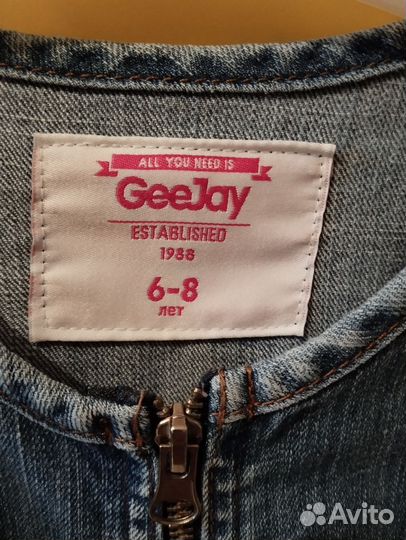 ALL YOU NEED IS
GeeJay
ESTABLISHED
1988
6-8
лет
Avito